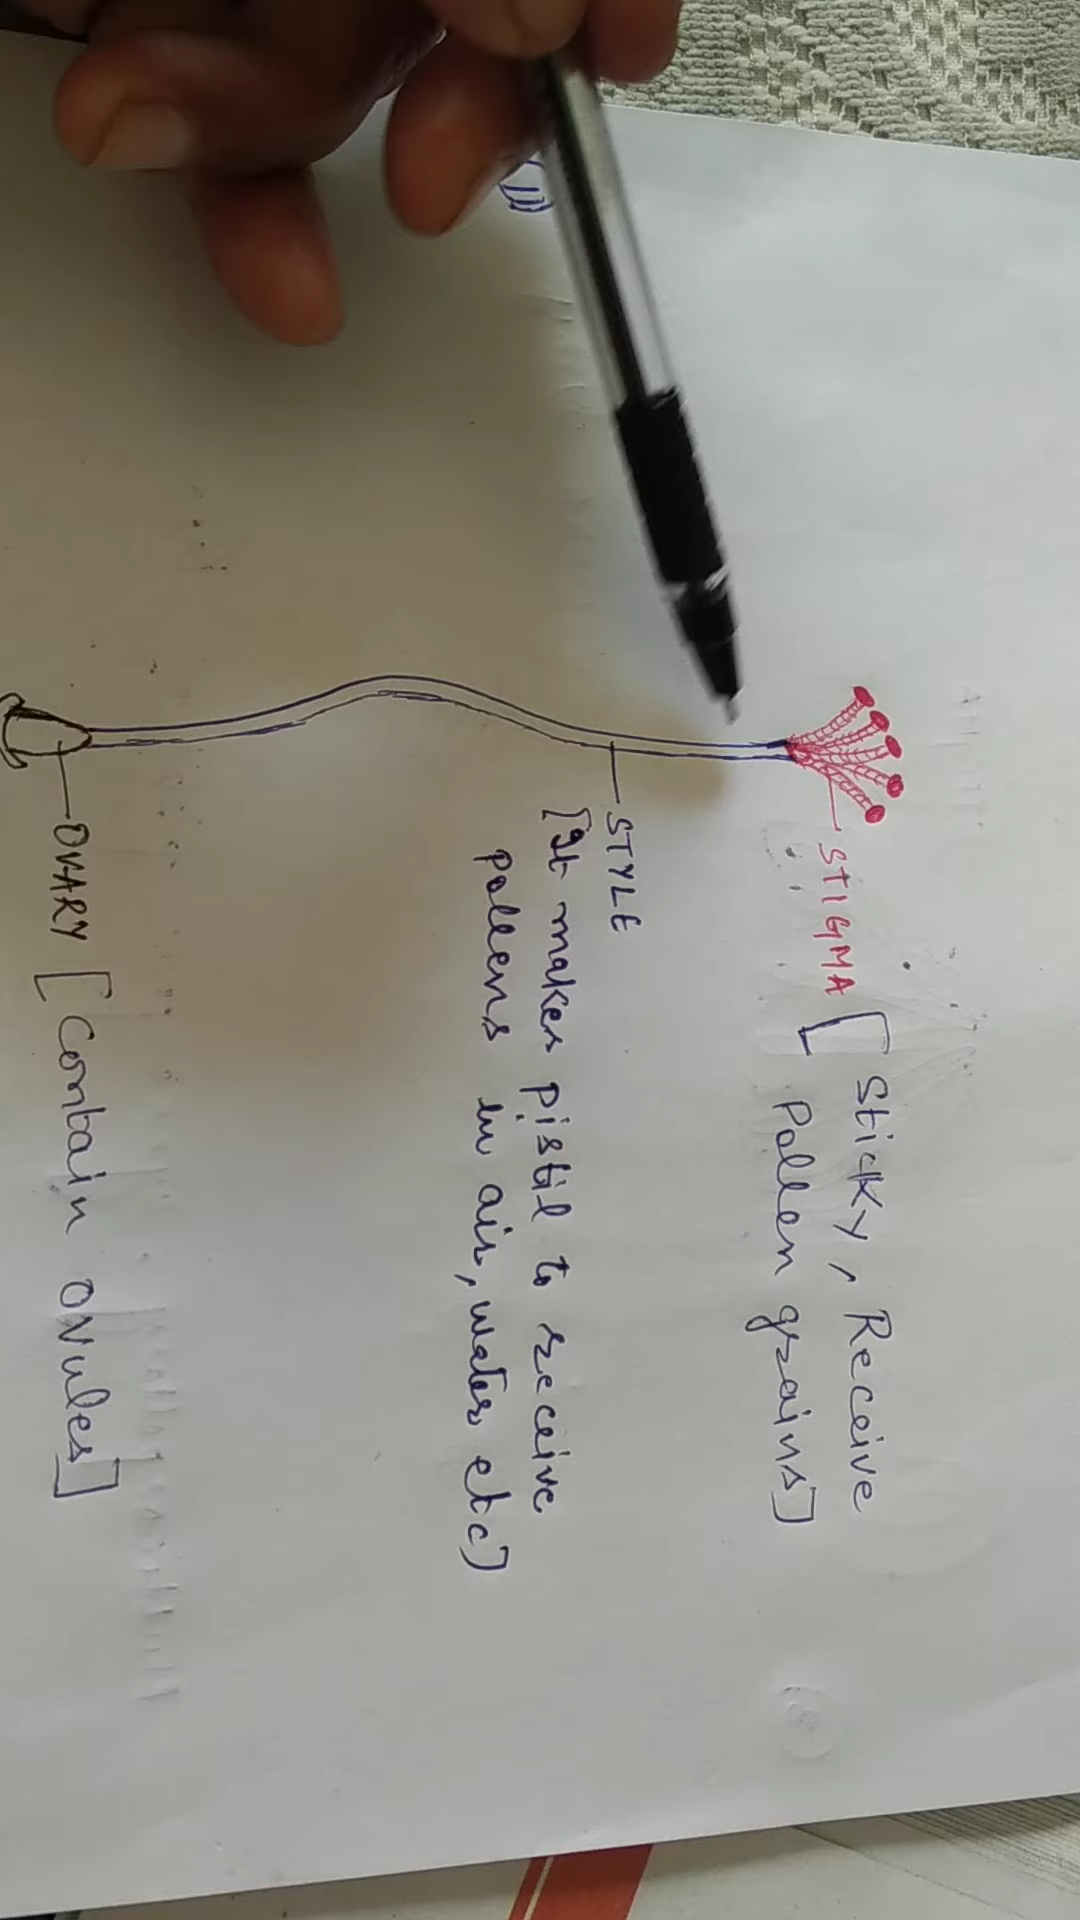 STIGMA [Sticky, Receive
Pollen grains]
STYLE
[It makes pistil to receive
pollens in air, water etc]
OVARY [Contain ovules]